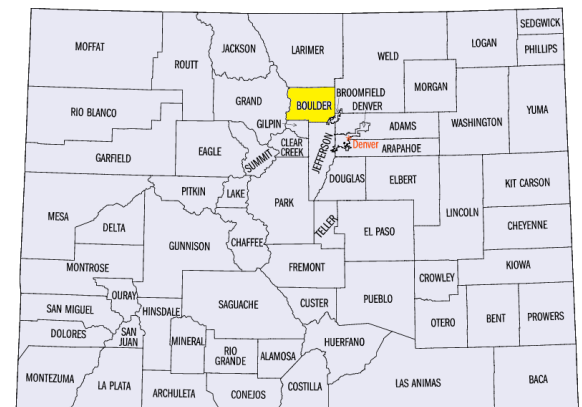 SEDGWICK
MOFFAT
ROUTT
JACKSON
LARIMER
WELD
LOGAN
PHILLIPS
GRAND
BOULDER
BROOMFIELD
DENVER
MORGAN
RIO BLANCO
WASHINGTON
YUMA
GILPIN
ADAMS
CLEAR
CREEK
JEFFERSON
Denver
ARAPAHOE
GARFIELD
EAGLE
SUMMIT
DOUGLAS
ELBERT
KIT CARSON
PITKIN
LAKE
PARK
LINCOLN
MESA
DELTA
TELLER
EL PASO
CHEYENNE
GUNNISON
CHAFFEE
MONTROSE
FREMONT
CROWLEY
KIOWA
OURAY
SAN MIGUEL
HINSDALE
SAGUACHE
CUSTER
PUEBLO
OTERO
BENT
PROWERS
DOLORES
SAN
JUAN
MINERAL
RIO
GRANDE
ALAMOSA
HUERFANO
MONTEZUMA
LA PLATA
ARCHULETA
CONEJOS
COSTILLA
LAS ANIMAS
BACA